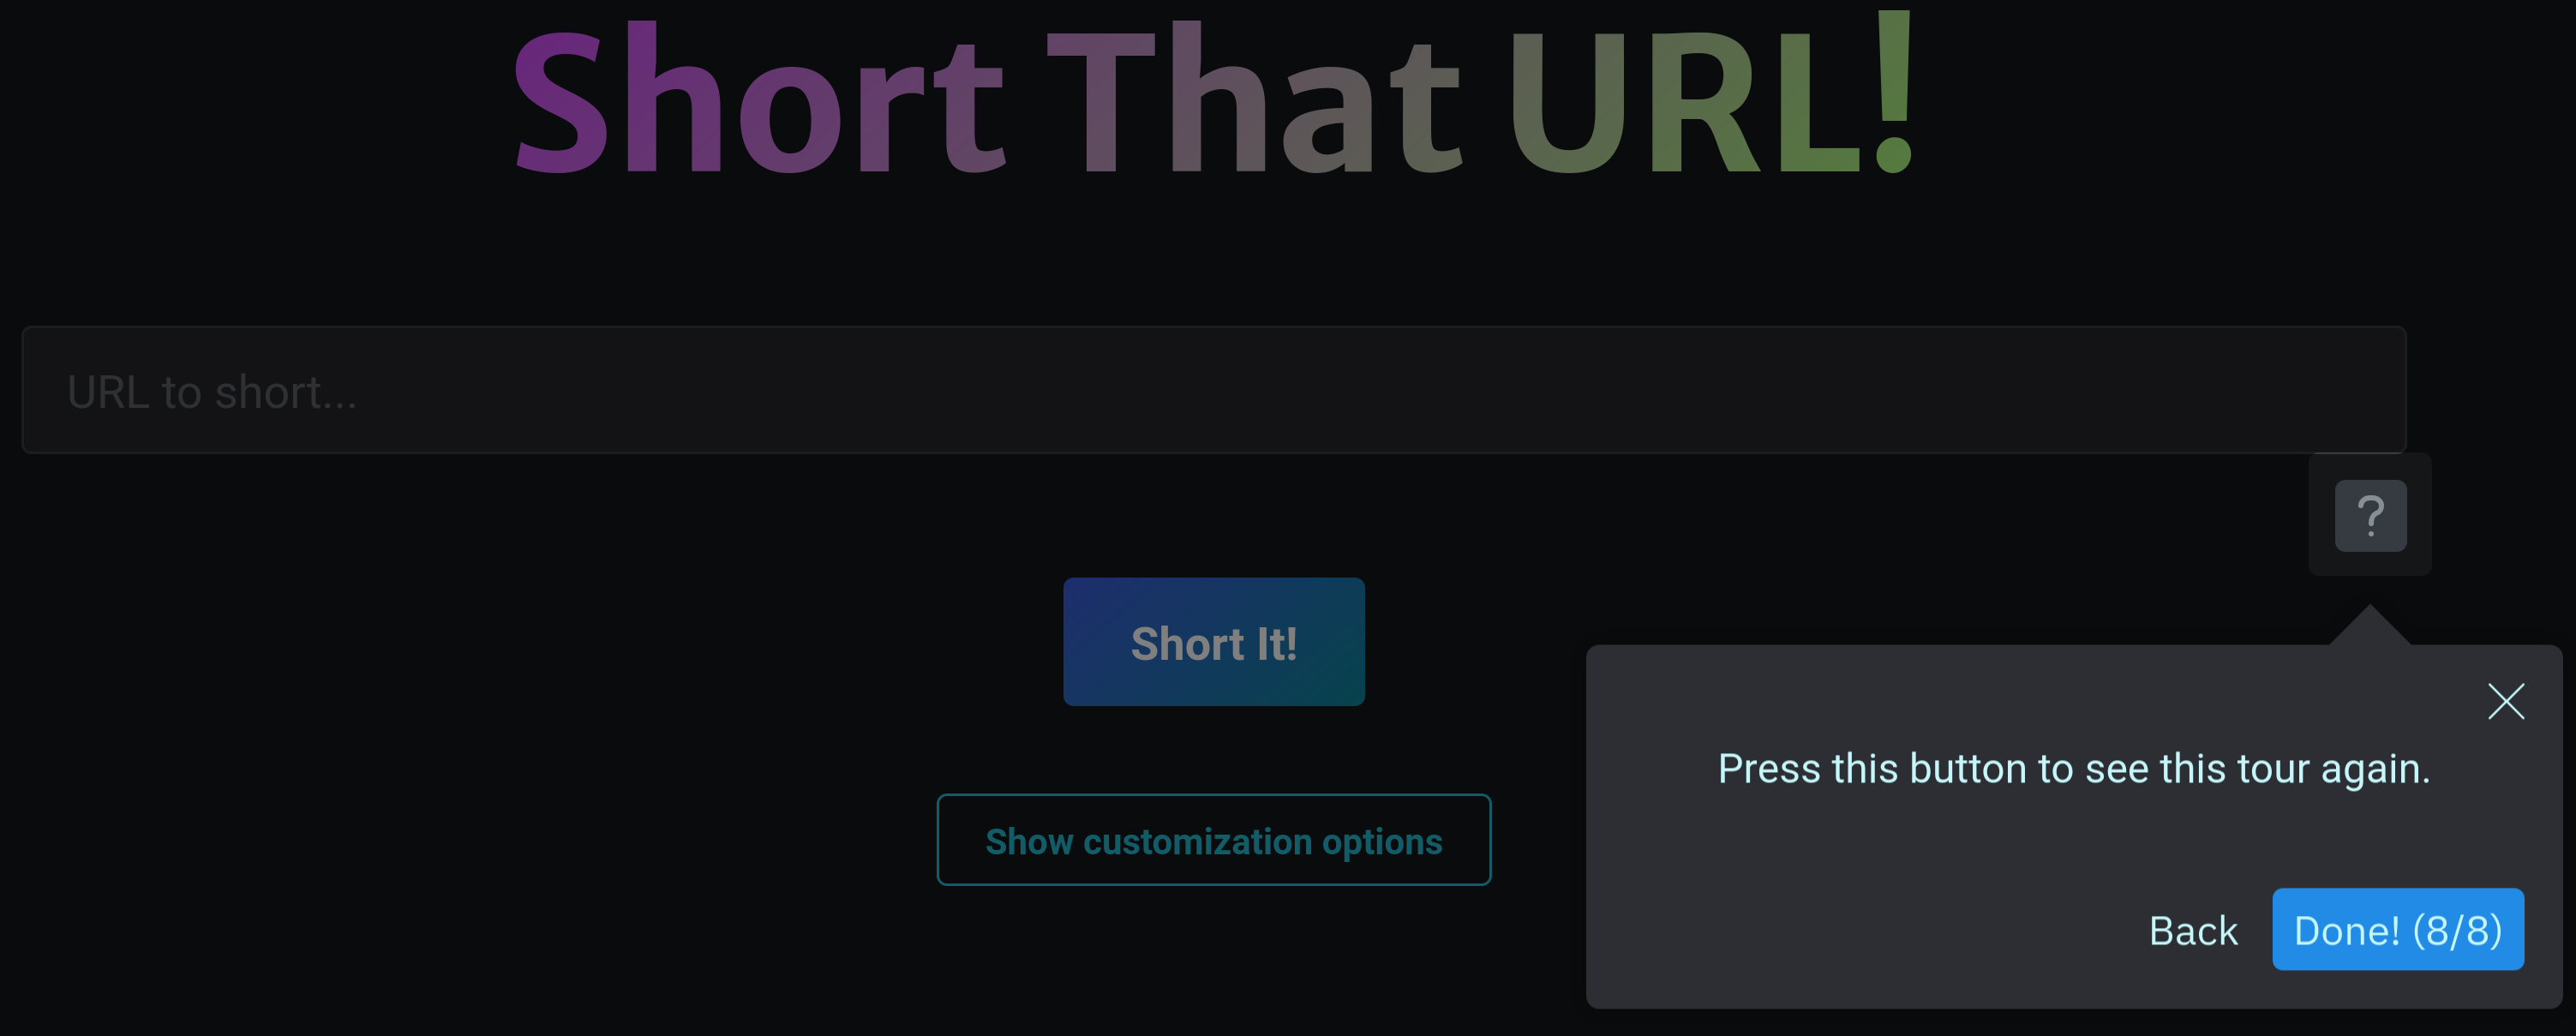 Short That URL!
URL to short...
?
Short It!
Show customization options
Press this button to see this tour again.
Back
Done! (8/8)